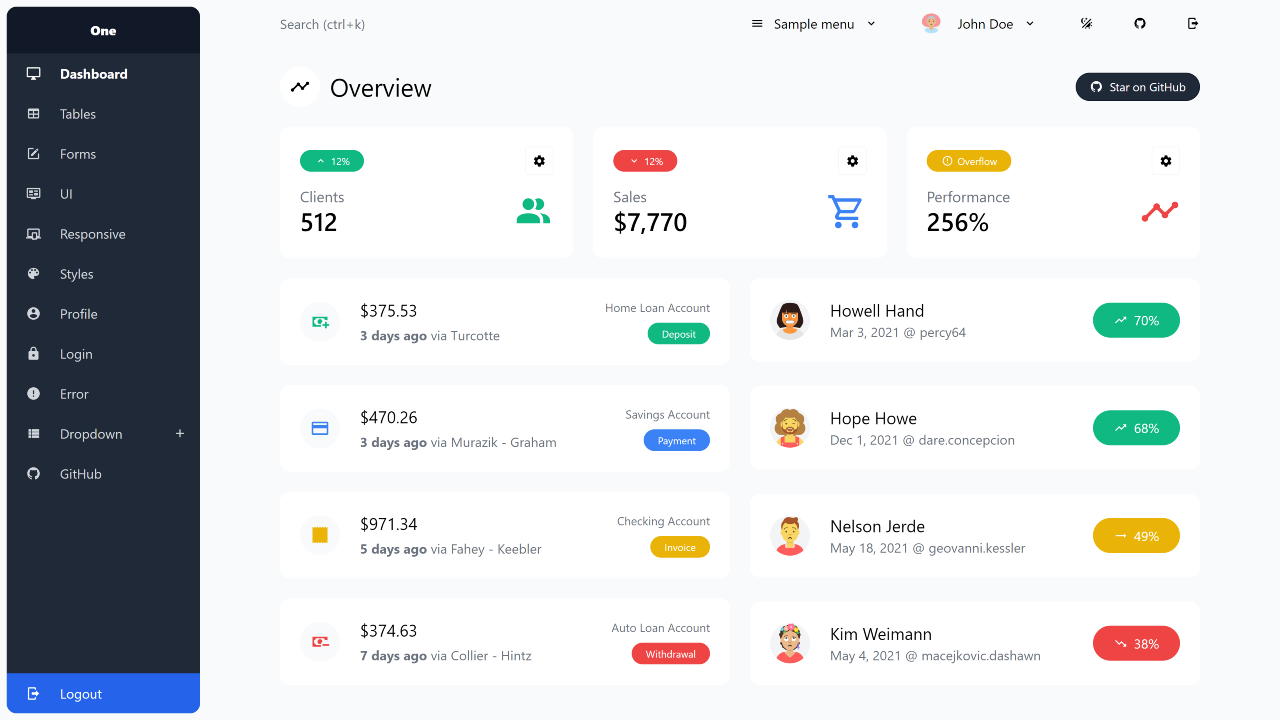 One
Dashboard
Tables
Forms
UI
Responsive
Styles
Profile
Login
Error
Dropdown
GitHub
Logout
Search (ctrl+k)
Sample menu
John Doe
Overview
Star on GitHub
12%
Clients
512
12%
Sales
$7,770
Overflow
Performance
256%
$375.53
3 days ago via Turcotte
Home Loan Account
Deposit
$470.26
3 days ago via Murazik - Graham
Savings Account
Payment
$971.34
5 days ago via Fahey - Keebler
Checking Account
Invoice
$374.63
7 days ago via Collier - Hintz
Auto Loan Account
Withdrawal
Howell Hand
Mar 3, 2021 @ percy64
70%
Hope Howe
Dec 1, 2021 @ dare.concepcion
68%
Nelson Jerde
May 18, 2021 @ geovanni.kessler
49%
Kim Weimann
May 4, 2021 @ macejkovic.dashawn
38%